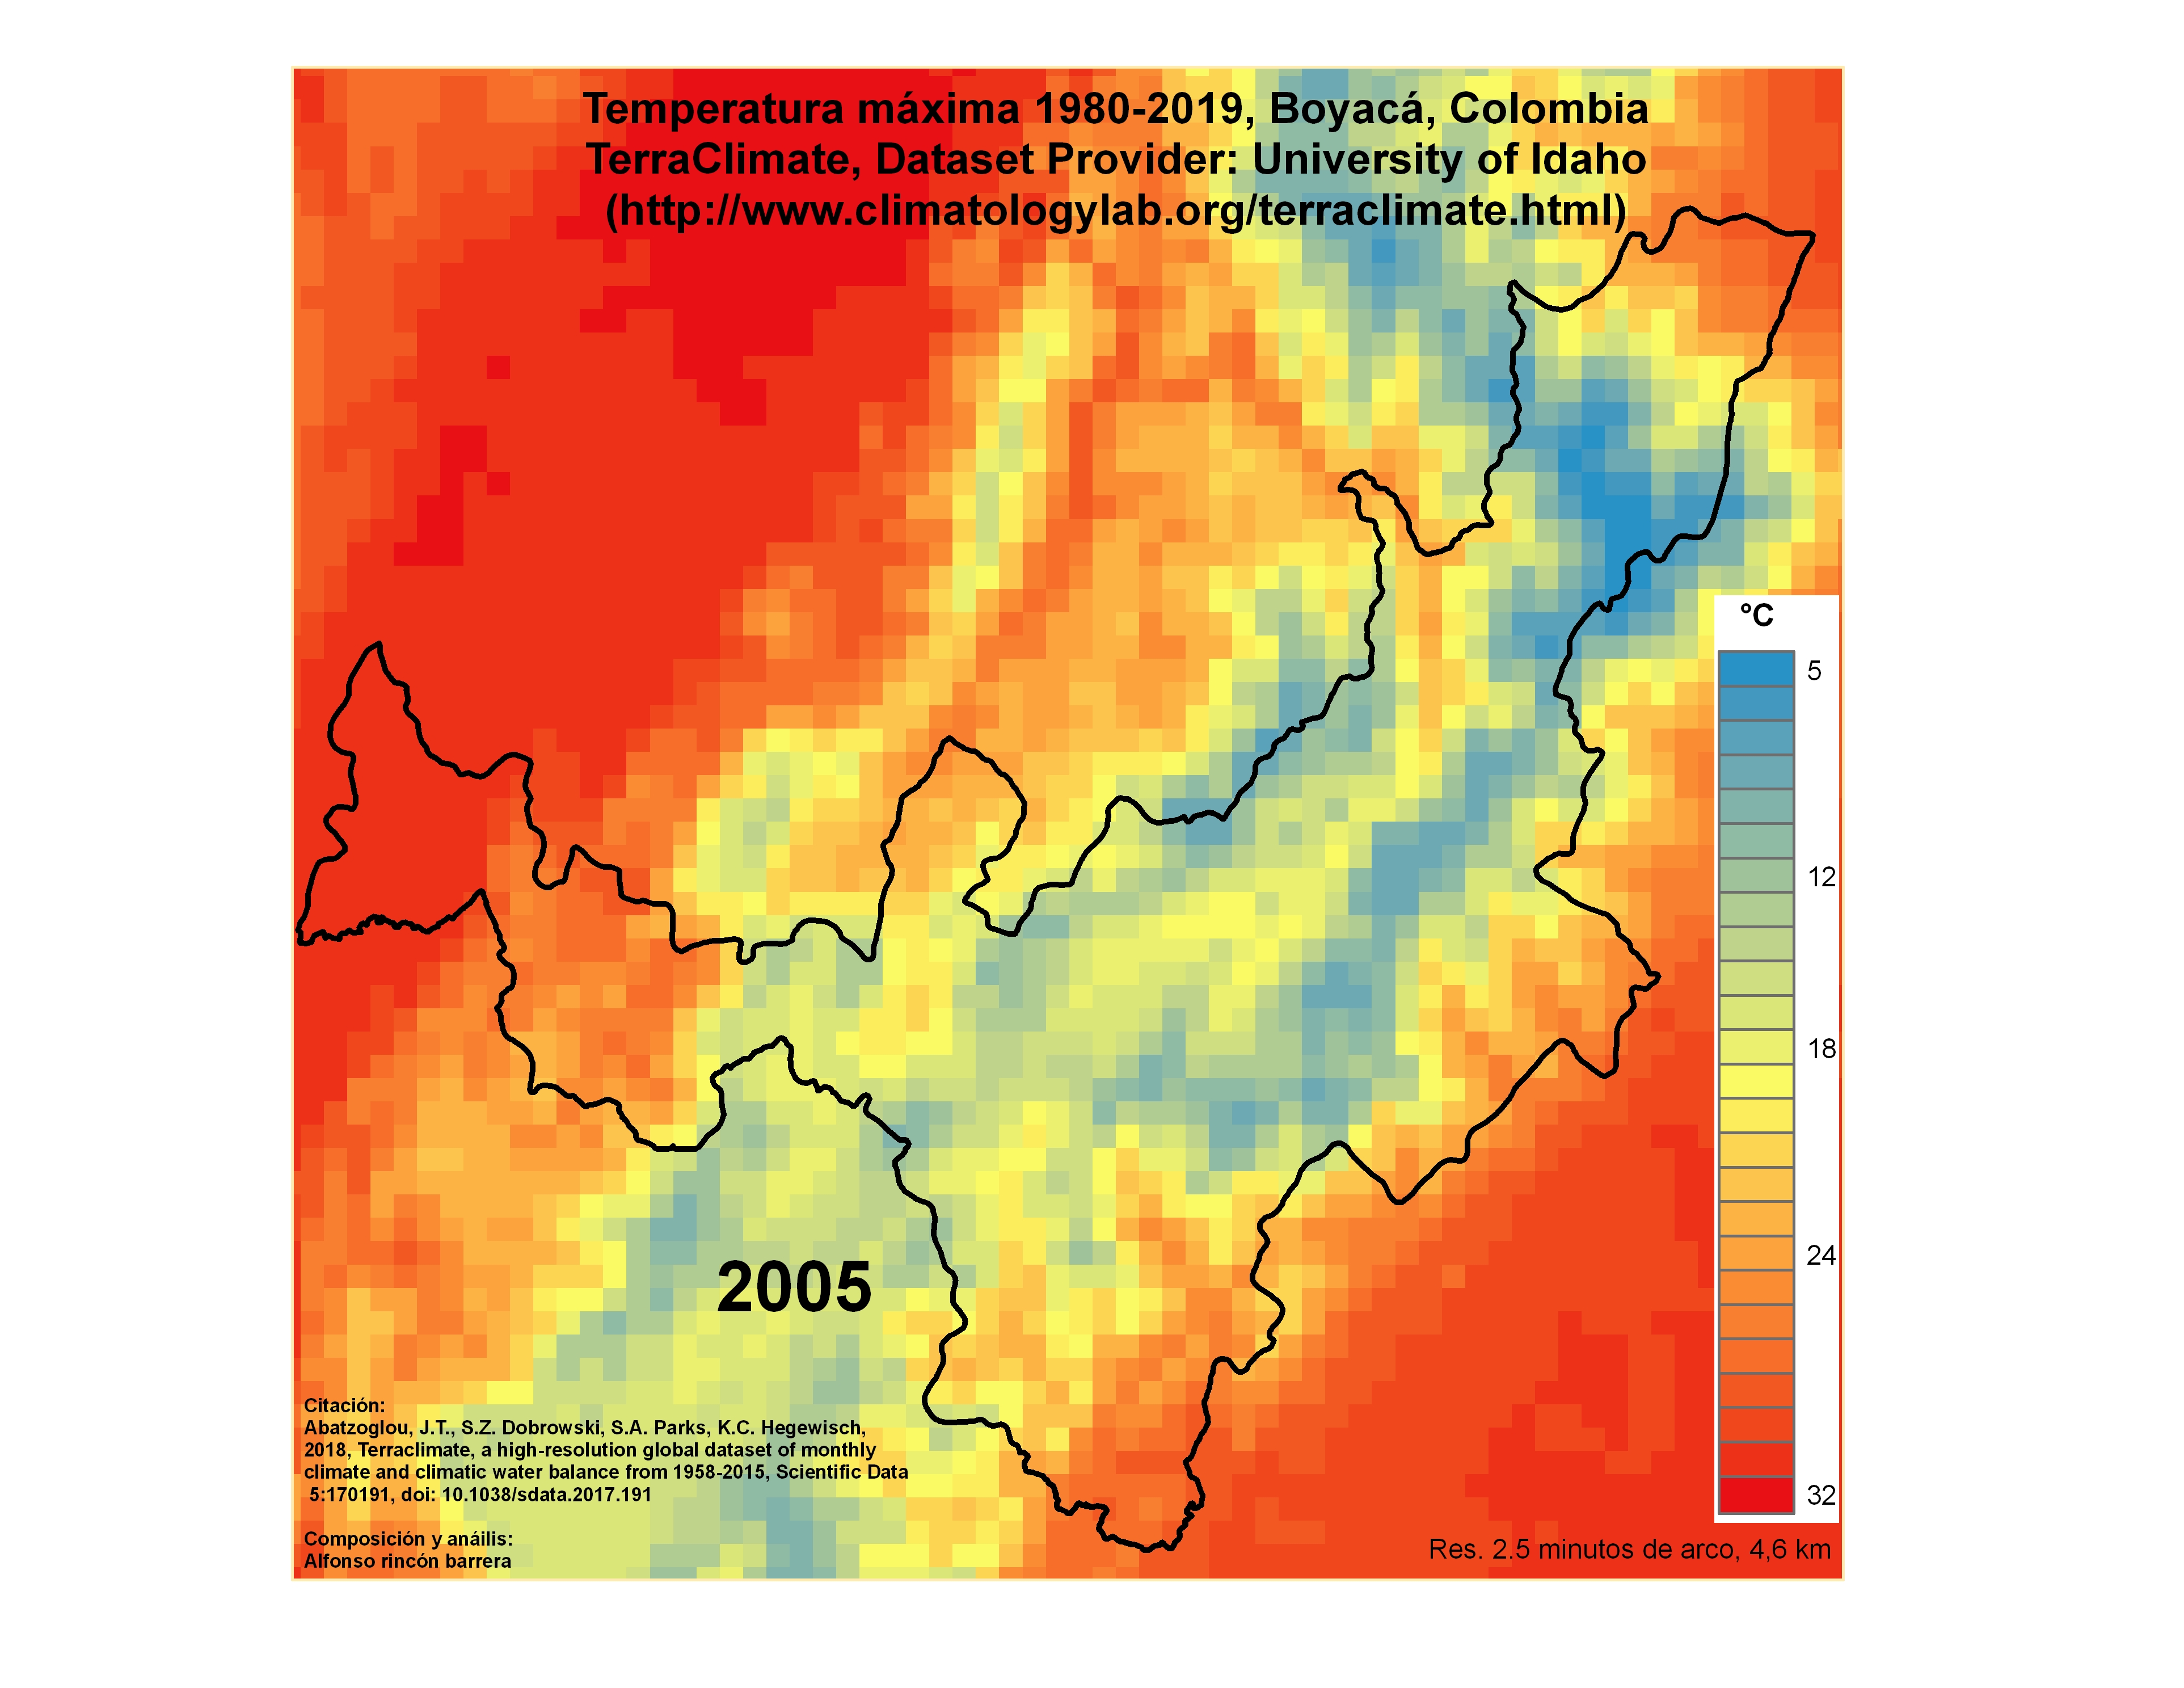 Temperatura máxima 1980-2019, Boyacá, Colombia
TerraClimate, Dataset Provider: University of Idaho
(http://www.climatologylab.org/terraclimate.html)
°C
5
12
18
24
32
2005
Citación:
Abatzoglou, J.T., S.Z. Dobrowski, S.A. Parks, K.C. Hegewisch,
2018, Terraclimate, a high-resolution global dataset of monthly
climate and climatic water balance from 1958-2015, Scientific Data
5:170191, doi: 10.1038/sdata.2017.191
Composición y anáilis:
Alfonso rincón barrera
Res. 2.5 minutos de arco, 4,6 km